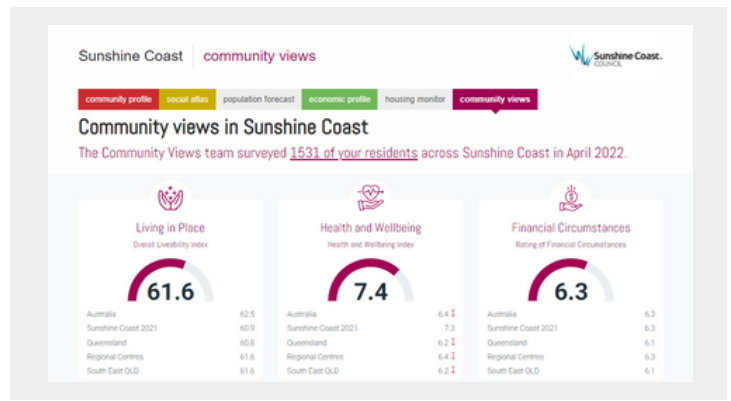 Sunshine Coast community views
Sunshine Coast.
COUNCIL
community profile social atlas population forecast economic profile housing monitor community views
Community views in Sunshine Coast
The Community Views team surveyed 1531 of your residents across Sunshine Coast in April 2022.
Living in Place
Overall Liveability Index
61.6
Australia 62.5
Sunshine Coast 2021 60.9
Queensland 60.8
Regional Centres 61.6
South East QLD 61.6
Health and Wellbeing
Health and Wellbeing Index
7.4
Australia 6.4
Sunshine Coast 2021 7.3
Queensland 6.2
Regional Centres 6.4
South East QLD 6.2
Financial Circumstances
Rating of Financial Circumstances
6.3
Australia 6.3
Sunshine Coast 2021 6.3
Queensland 6.1
Regional Centres 6.3
South East QLD 6.1